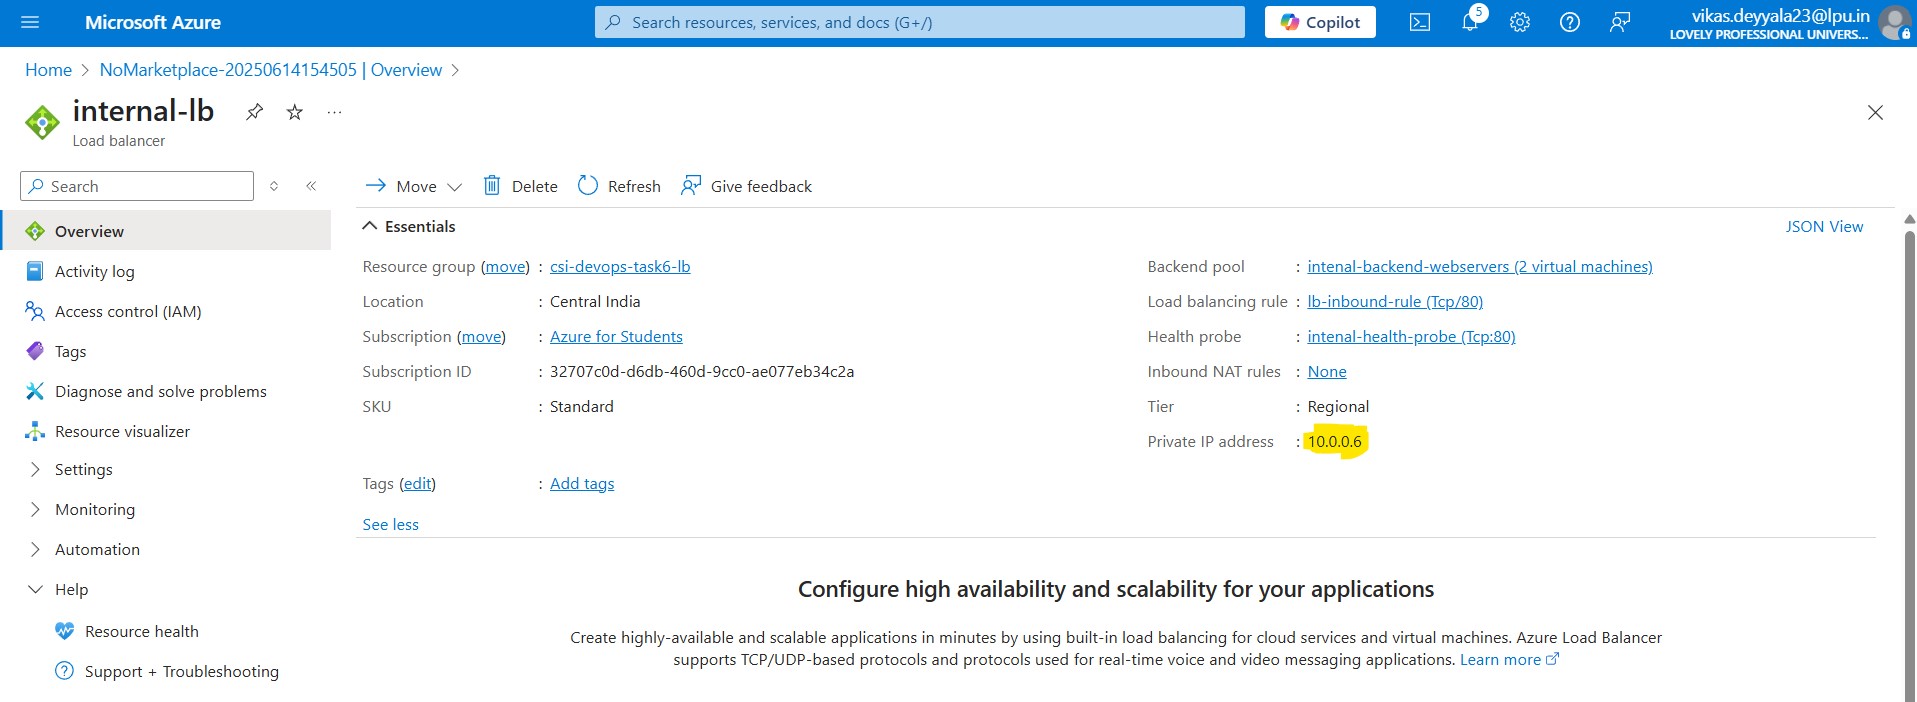 Microsoft Azure
Search resources, services, and docs (G+/)
Copilot
5
vikas.deyyala23@lpu.in
LOVELY PROFESSIONAL UNIVERS...
Home > NoMarketplace-20250614154505 | Overview >
internal-lb
Load balancer
Search
Move
Delete
Refresh
Give feedback
Overview
Activity log
Access control (IAM)
Tags
Diagnose and solve problems
Resource visualizer
Settings
Monitoring
Automation
Help
Resource health
Support + Troubleshooting
Essentials
JSON View
Resource group (move) : csi-devops-task6-lb
Location : Central India
Subscription (move) : Azure for Students
Subscription ID : 32707c0d-d6db-460d-9cc0-ae077eb34c2a
SKU : Standard
Backend pool : intenal-backend-webservers (2 virtual machines)
Load balancing rule : lb-inbound-rule (Tcp/80)
Health probe : intenal-health-probe (Tcp:80)
Inbound NAT rules : None
Tier : Regional
Private IP address : 10.0.0.6
Tags (edit) : Add tags
See less
Configure high availability and scalability for your applications
Create highly-available and scalable applications in minutes by using built-in load balancing for cloud services and virtual machines. Azure Load Balancer
supports TCP/UDP-based protocols and protocols used for real-time voice and video messaging applications. Learn more